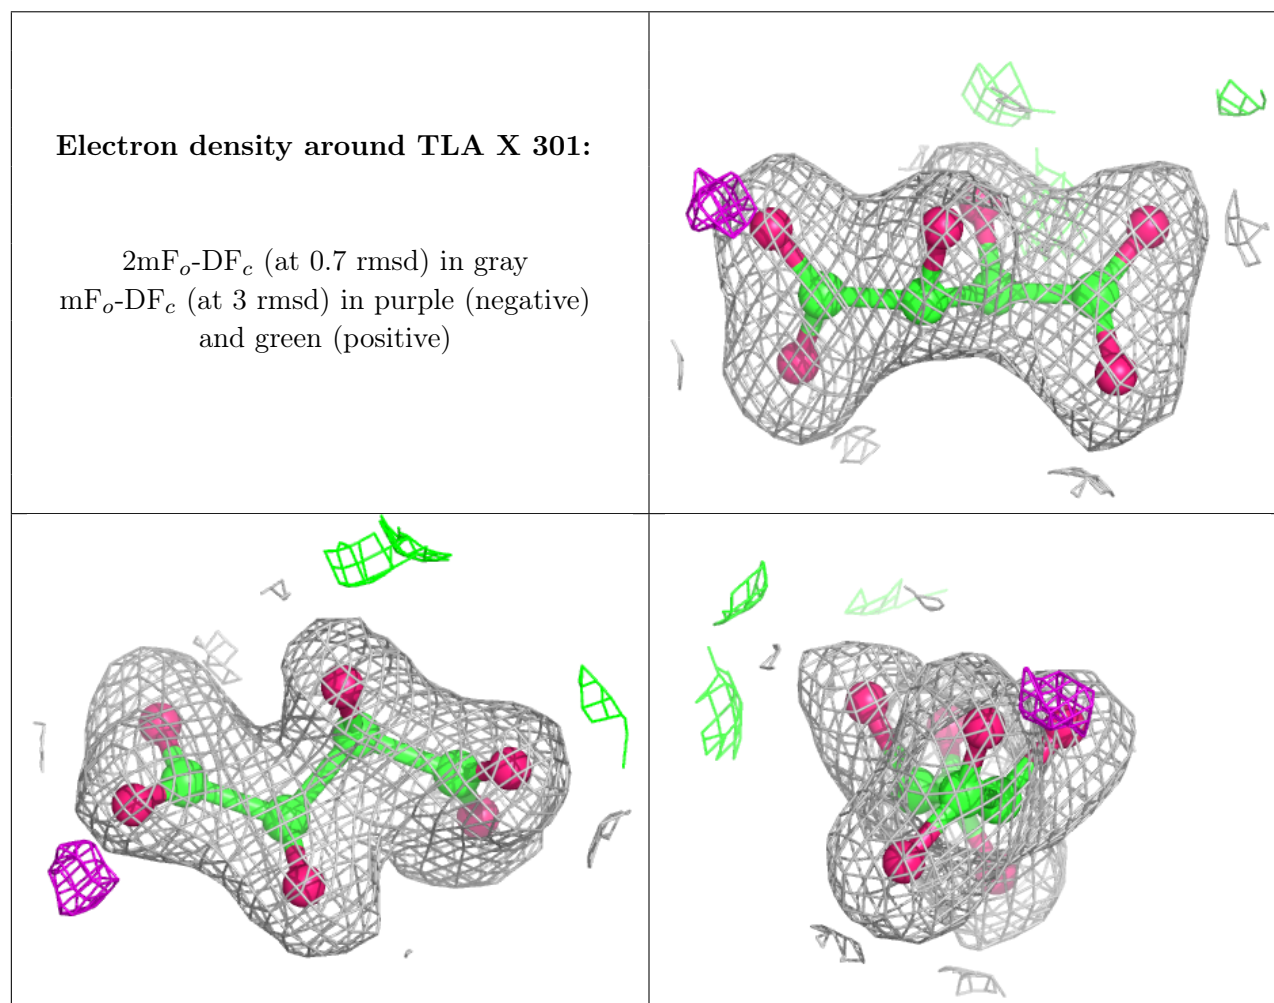 Electron density around TLA X 301:
2mFo-DFc (at 0.7 rmsd) in gray
mFo-DFc (at 3 rmsd) in purple (negative)
and green (positive)